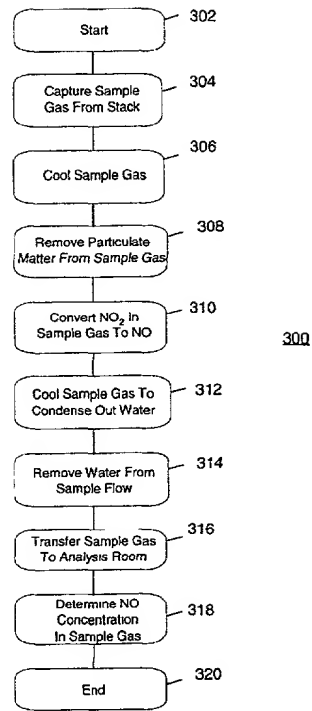 302
Start
304
Capture Sample
Gas From Stack
306
Cool Sample Gas
308
Remove Particulate
Matter From Sample Gas
310
Convert NO₂ In
Sample Gas To NO
300
312
Cool Sample Gas To
Condense Out Water
314
Remove Water From
Sample Flow
316
Transfer Sample Gas
To Analysis Room
Determine NO
318
Concentration
In Sample Gas
320
End